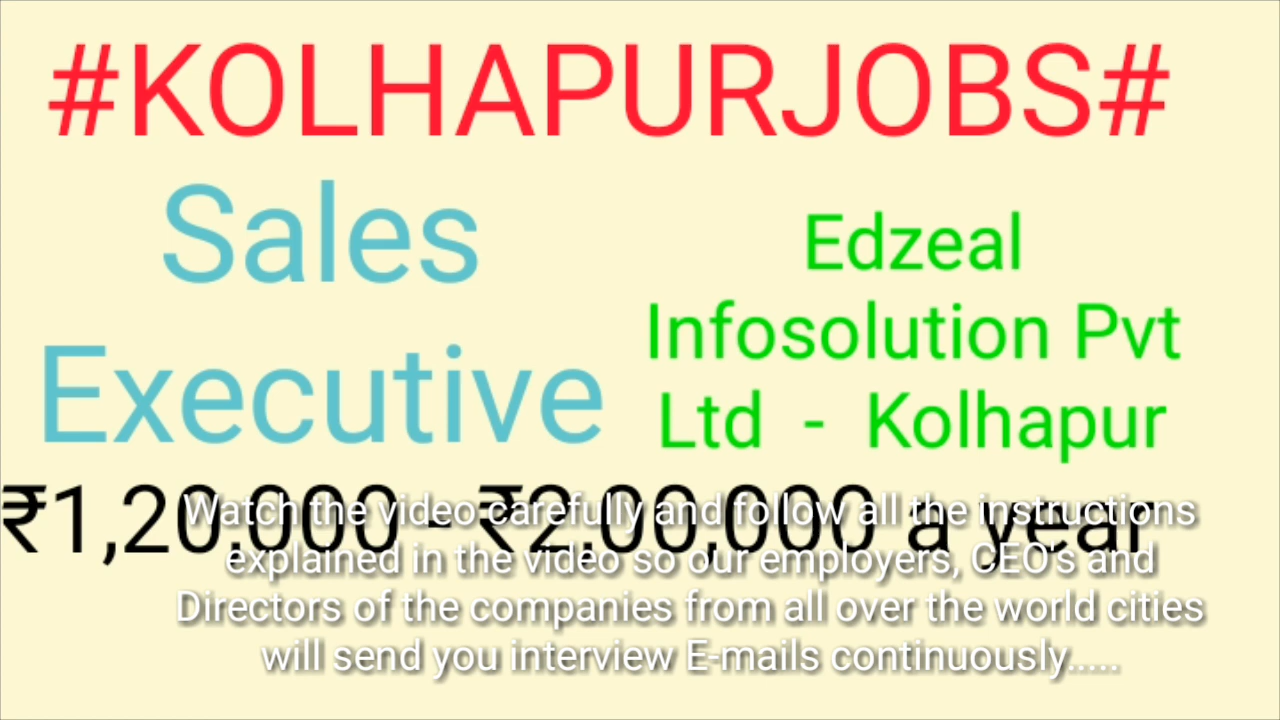 #KOLHAPURJOBS#
Sales
Executive
Edzeal
Infosolution Pvt
Ltd - Kolhapur
₹1,20,000 - ₹2,00,000 a year
Watch the video carefully and follow all the instructions
explained in the video so our employers, CEO's and
Directors of the companies from all over the world cities
will send you interview E-mails continuously.....